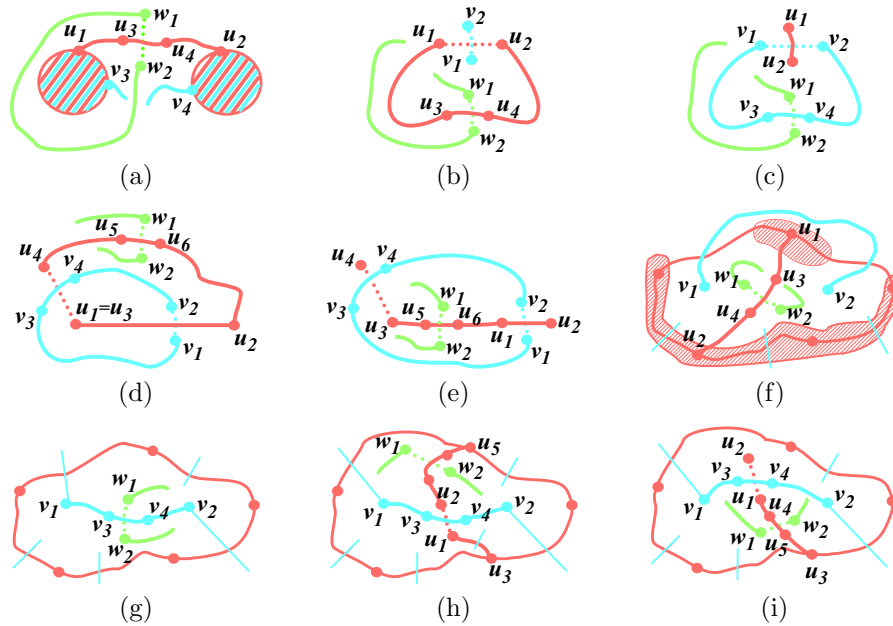 w1
u1 u3 u4 u2
w2
v3 v4
(a)
v2
u1 u2
v1
w1
u3 u4
w2
(b)
u1
v1 v2
u2
w1
v3 v4
w2
(c)
w1
u5 u6
u4
w2
v4
v2
v3
u1=u3
u2
v1
(d)
u4 v4
w1
v2
v3
u3 u5 u6 u1 u2
w2
v1
(e)
u1
w1 u3
v1 v2
u4 w2
u2
(f)
w1
v1 v2
v3 v4
w2
(g)
w1 u5
w2
u2
v1 v2
v3 v4
u1
u3
(h)
u2
v3 v4
v1 u1 u4 v2
w1 w2
u5
u3
(i)